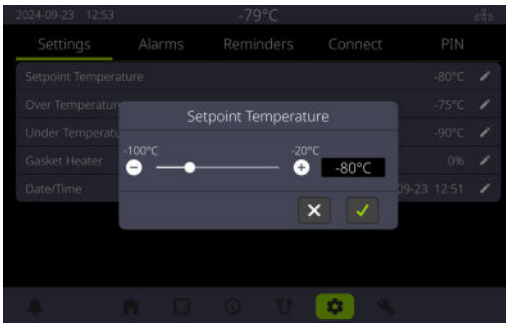 2024-09-23 12:53 -79°C
Settings Alarms Reminders Connect PIN
Setpoint Temperature -80°C
Over Temperatur -75°C
Setpoint Temperature
Under Temperatu -90°C
-100°C -20°C
Gasket Heater 0%
-80°C
Date/Time 09-23 12:51